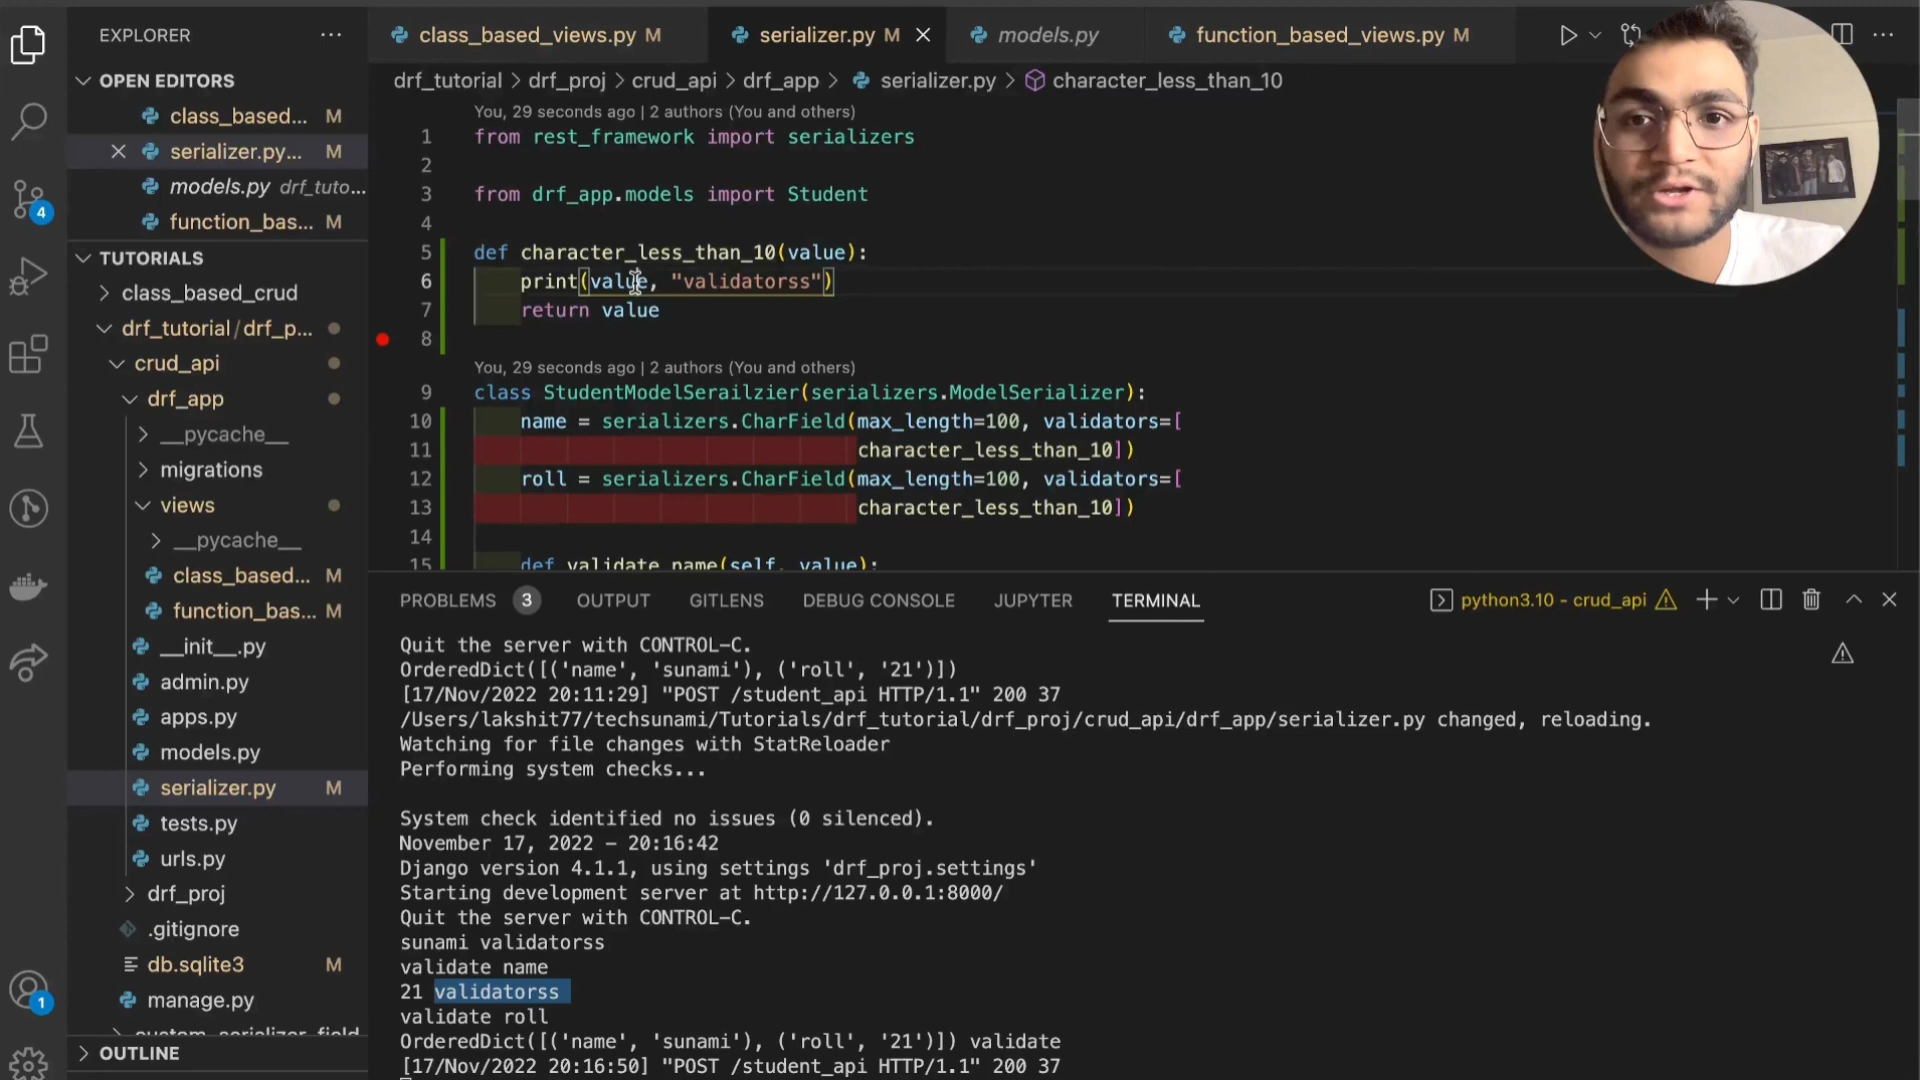 EXPLORER
OPEN EDITORS
class_based... M
serializer.py... M
models.py drf_tuto...
function_bas... M
TUTORIALS
class_based_crud
drf_tutorial/drf_p...
crud_api
drf_app
__pycache__
migrations
views
__pycache__
class_based... M
function_bas... M
__init__.py
admin.py
apps.py
models.py
serializer.py M
tests.py
urls.py
drf_proj
.gitignore
db.sqlite3 M
manage.py
custom_serializer_field
OUTLINE
4
1
class_based_views.py M
serializer.py M
models.py
function_based_views.py M
drf_tutorial > drf_proj > crud_api > drf_app > serializer.py > character_less_than_10
You, 29 seconds ago | 2 authors (You and others)
1 from rest_framework import serializers
2
3 from drf_app.models import Student
4
5 def character_less_than_10(value):
6 print(value, "validatorss")
7 return value
8
You, 29 seconds ago | 2 authors (You and others)
9 class StudentModelSerailzier(serializers.ModelSerializer):
10 name = serializers.CharField(max_length=100, validators=[
11 character_less_than_10])
12 roll = serializers.CharField(max_length=100, validators=[
13 character_less_than_10])
14
15 def validate_name(self, value):
PROBLEMS 3 OUTPUT GITLENS DEBUG CONSOLE JUPYTER TERMINAL
python3.10 - crud_api
Quit the server with CONTROL-C.
OrderedDict([('name', 'sunami'), ('roll', '21')])
[17/Nov/2022 20:11:29] "POST /student_api HTTP/1.1" 200 37
/Users/lakshit77/techsunami/Tutorials/drf_tutorial/drf_proj/crud_api/drf_app/serializer.py changed, reloading.
Watching for file changes with StatReloader
Performing system checks...
System check identified no issues (0 silenced).
November 17, 2022 - 20:16:42
Django version 4.1.1, using settings 'drf_proj.settings'
Starting development server at http://127.0.0.1:8000/
Quit the server with CONTROL-C.
sunami validatorss
validate name
21 validatorss
validate roll
OrderedDict([('name', 'sunami'), ('roll', '21')]) validate
[17/Nov/2022 20:16:50] "POST /student_api HTTP/1.1" 200 37